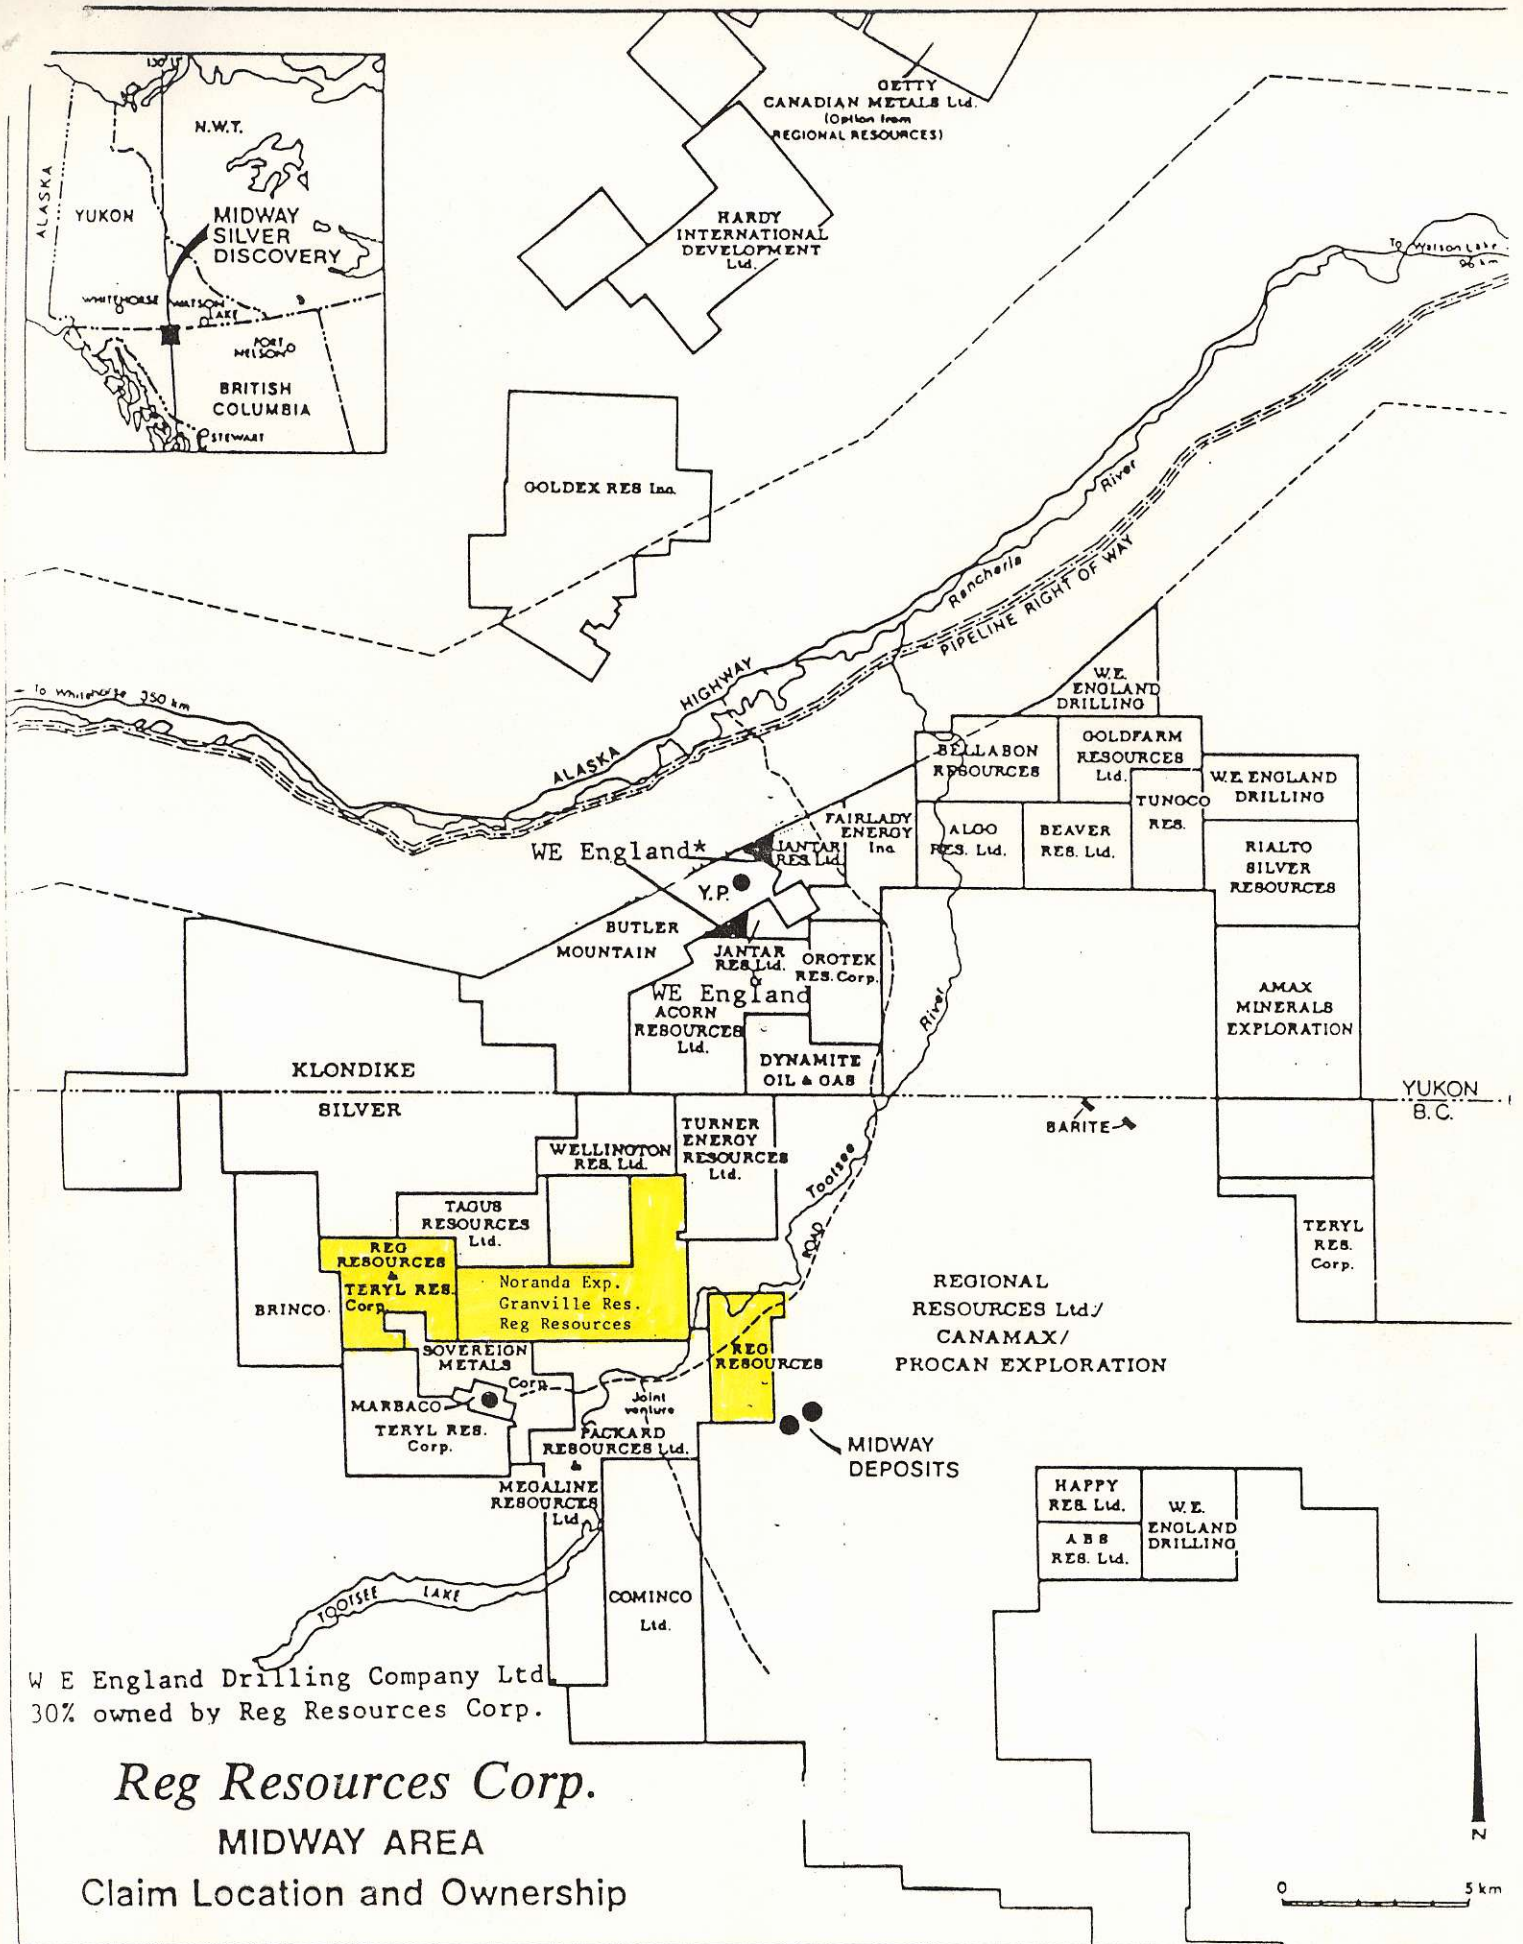 GETTY
CANADIAN METALS Ltd.
(Option from
REGIONAL RESOURCES)
N.W.T.
ALASKA
YUKON
MIDWAY
SILVER
DISCOVERY
WHITEHORSE
WATSON
LAKE
FORT
NELSON
BRITISH
COLUMBIA
STEWART
HARDY
INTERNATIONAL
DEVELOPMENT
Ltd.
To Watson Lake
96 km
GOLDEX RES Inc.
River
Rancheria
PIPELINE RIGHT OF WAY
HIGHWAY
ALASKA
To Whitehorse 350 km
W.E.
ENGLAND
DRILLING
BELLABON
RESOURCES
GOLDFARM
RESOURCES
Ltd.
W.E. ENGLAND
DRILLING
TUNOCO
RES.
FAIRLADY
ENERGY
Inc
ALGO
RES. Ltd.
BEAVER
RES. Ltd.
RIALTO
SILVER
RESOURCES
WE England*
JANTAR
RES Ltd.
Y.P.
BUTLER
MOUNTAIN
JANTAR
RES Ltd.
&
WE England
OROTEK
RES. Corp.
ACORN
RESOURCES
Ltd.
DYNAMITE
OIL & GAS
River
AMAX
MINERALS
EXPLORATION
KLONDIKE
SILVER
YUKON
B.C.
BARITE
WELLINGTON
RES. Ltd.
TURNER
ENERGY
RESOURCES
Ltd.
Tootsee
ROAD
TAGUS
RESOURCES
Ltd.
REG
RESOURCES
&
TERYL RES.
Corp.
Noranda Exp.
Granville Res.
Reg Resources
BRINCO
TERYL
RES.
Corp.
REGIONAL
RESOURCES Ltd./
CANAMAX/
PROCAN EXPLORATION
REG
RESOURCES
SOVEREIGN
METALS
Corp
MARBACO
TERYL RES.
Corp.
Joint
venture
PACKARD
RESOURCES Ltd.
&
MEGALINE
RESOURCES
Ltd.
MIDWAY
DEPOSITS
HAPPY
RES. Ltd.
A B S
RES. Ltd.
W.E.
ENGLAND
DRILLING
TOOTSEE LAKE
COMINCO
Ltd.
W E England Drilling Company Ltd.
30% owned by Reg Resources Corp.
Reg Resources Corp.
MIDWAY AREA
Claim Location and Ownership
N
0 5 km